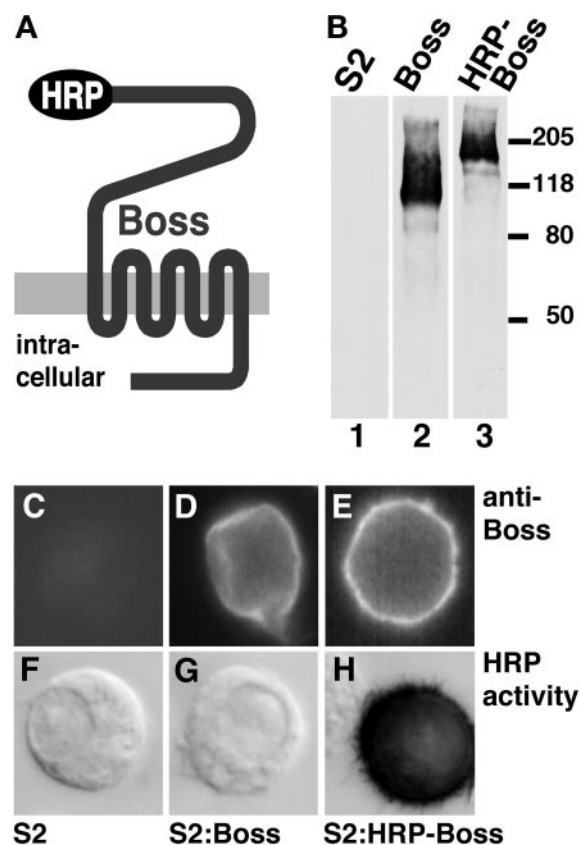 A
HRP
Boss
intra-
cellular
B
S2
Boss
HRP-
Boss
205
118
80
50
1 2 3
C D E
anti-
Boss
F G H
HRP
activity
S2 S2:Boss S2:HRP-Boss